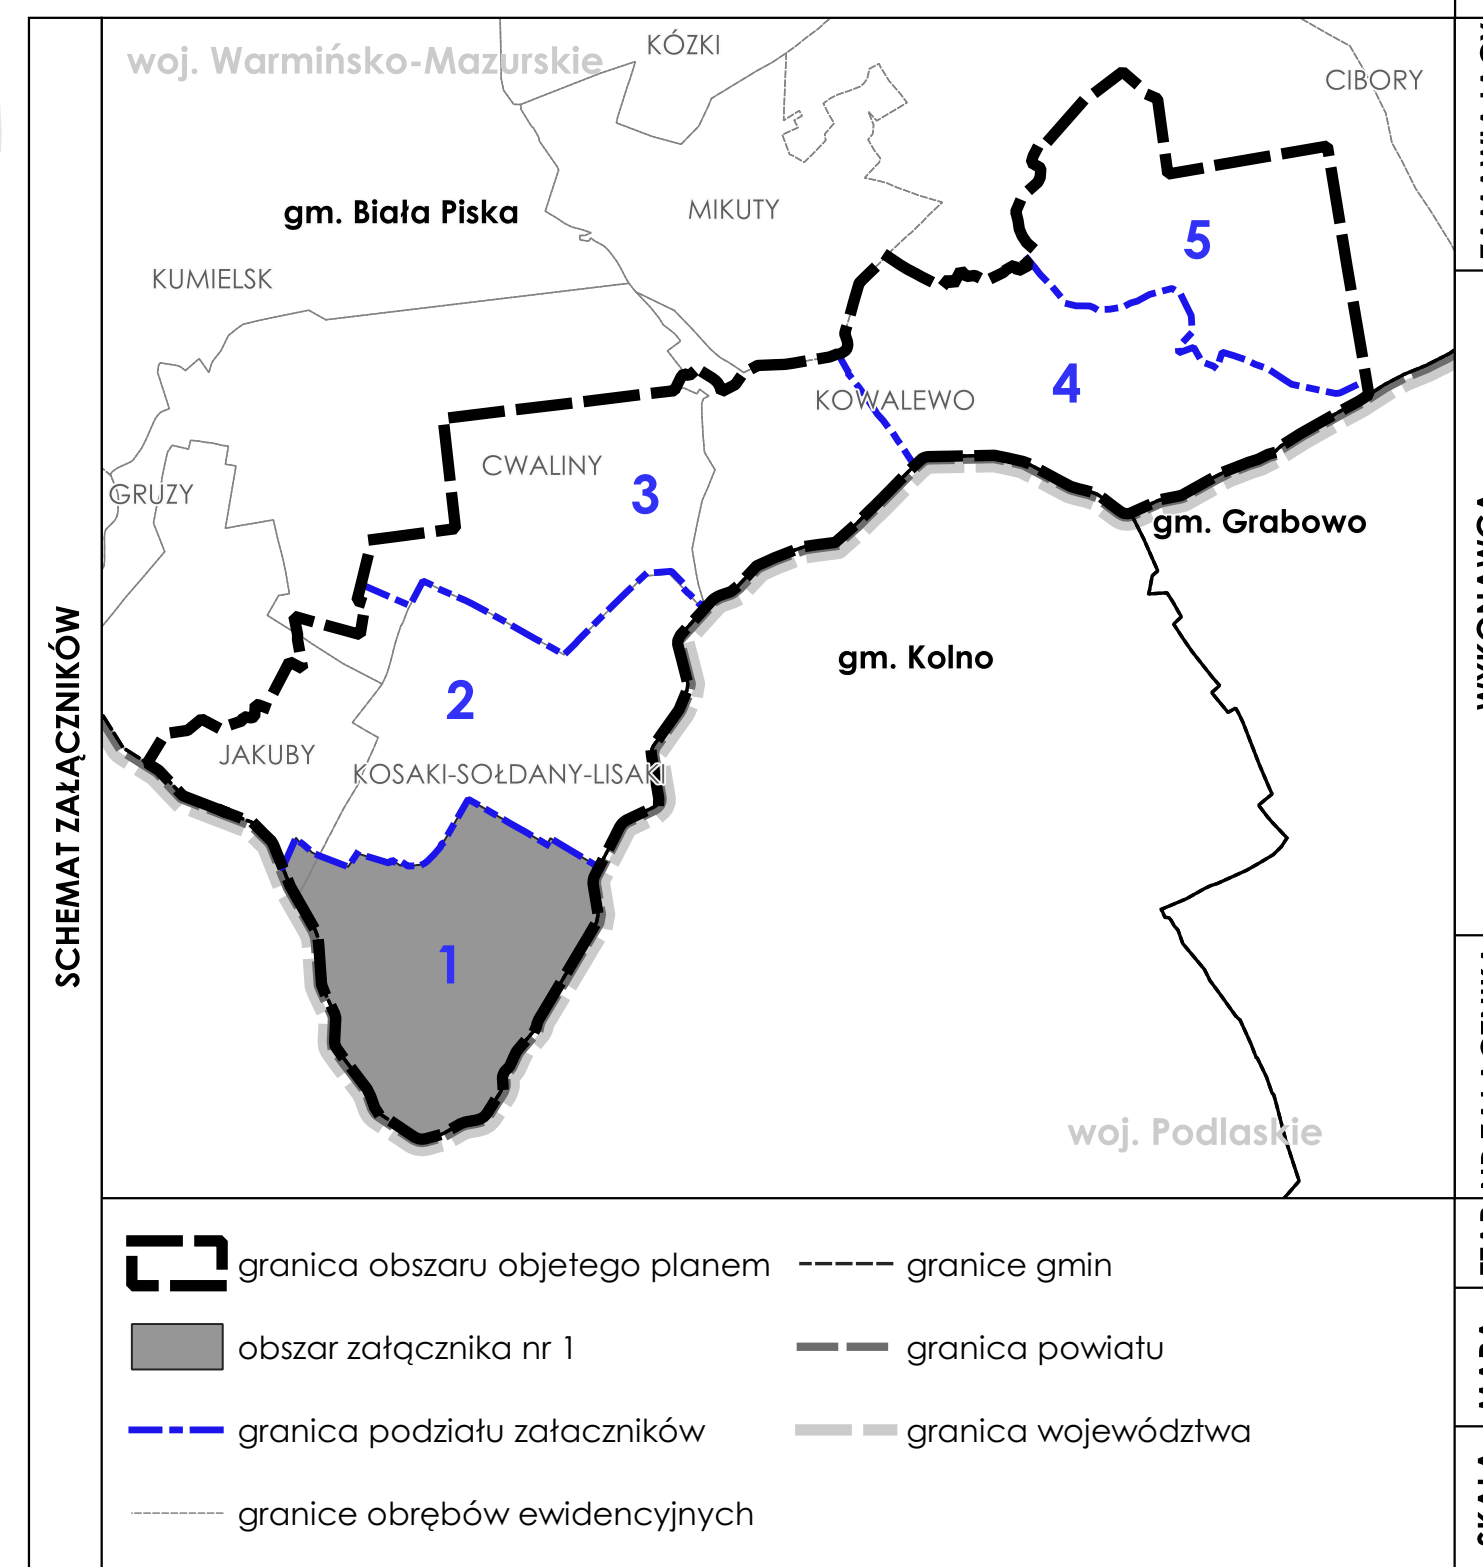 woj. Warmińsko-Mazurskie
KÓZKI
CIBORY
gm. Biała Piska
MIKUTY
5
KUMIELSK
4
KOWALEWO
CWALINY
3
GRUZY
gm. Grabowo
gm. Kolno
2
JAKUBY
KOSAKI-SOŁDANY-LISAKI
1
woj. Podlaskie
SCHEMAT ZAŁĄCZNIKÓW
granica obszaru objetego planem
granice gmin
obszar załącznika nr 1
granica powiatu
granica podziału załaczników
granica województwa
granice obrębów ewidencyjnych